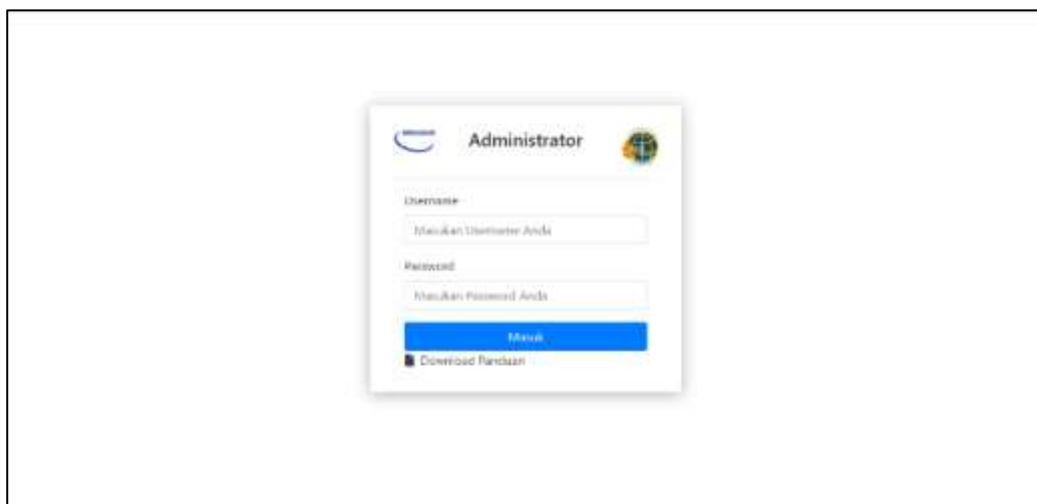 Administrator
Username
Masukan Username Anda
Password
Masukan Password Anda
Masuk
Download Panduan